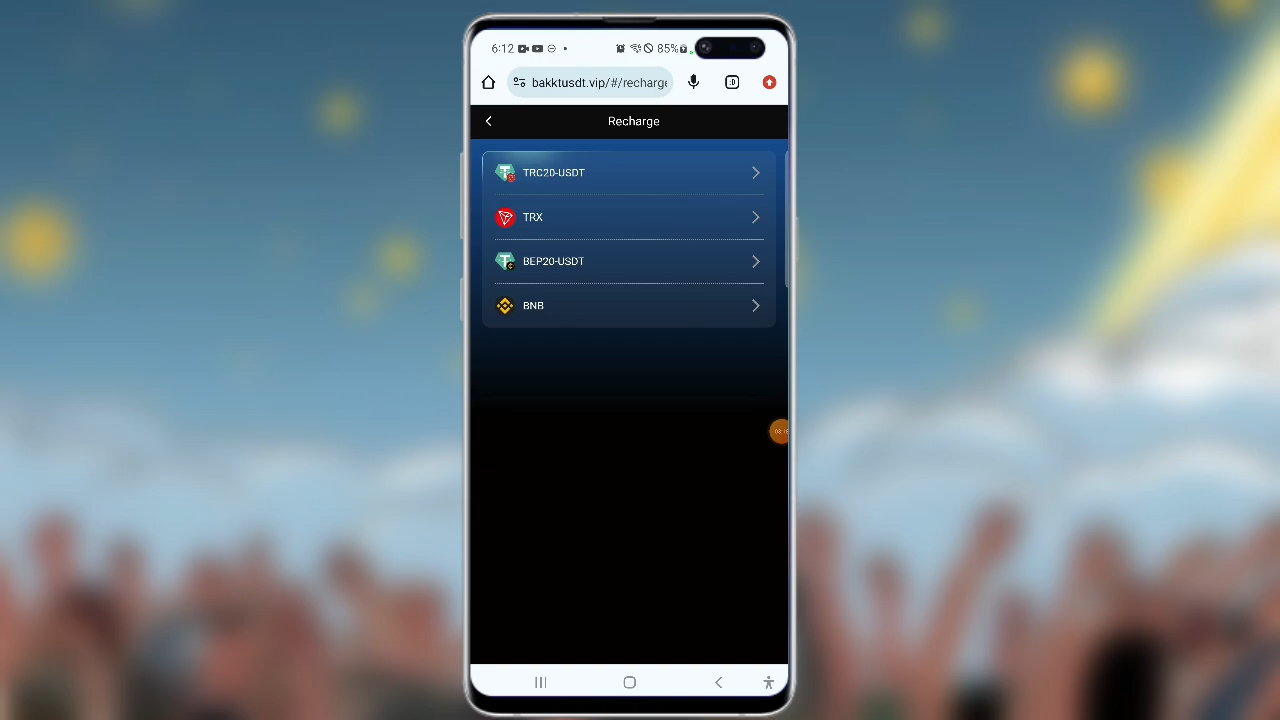 6:12
85%
bakktusdt.vip/#/recharge
:D
Recharge
TRC20-USDT
TRX
BEP20-USDT
BNB